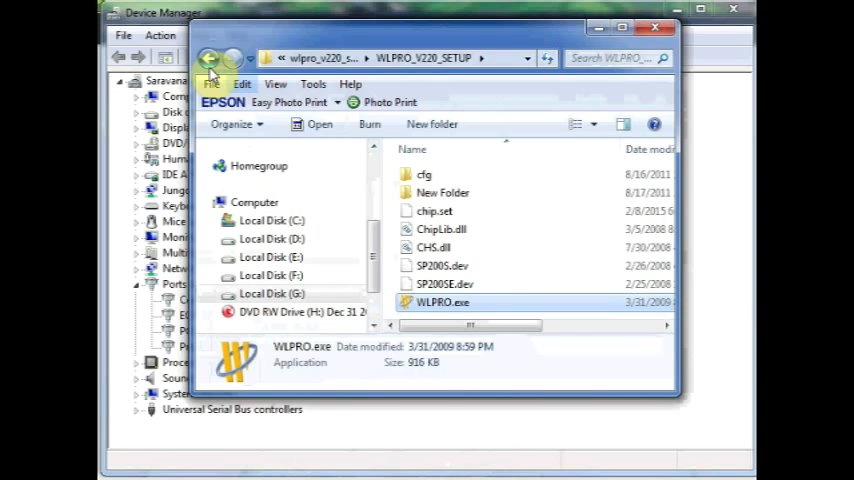 Device Manager
File Action
wlpro_v220_s... WLPRO_V220_SETUP
Search WLPRO_...
File Edit View Tools Help
EPSON Easy Photo Print Photo Print
Organize Open Burn New folder
Name Date modi
Homegroup
Computer
Local Disk (C:)
Local Disk (D:)
Local Disk (E:)
Local Disk (F:)
Local Disk (G:)
DVD RW Drive (H:) Dec 31 2
cfg 8/16/2011
New Folder 8/17/2011
chip.set 2/8/2015
ChipLib.dll 3/5/2008
CHS.dll 7/30/2008
SP200S.dev 2/26/2008
SP200SE.dev 2/25/2008
WLPRO.exe 3/31/2009
WLPRO.exe Date modified: 3/31/2009 8:59 PM
Application Size: 916 KB
Saravana
Com
Disk
Displ
DVD/
Hum
IDE A
Jungo
Keyb
Mice
Moni
Multi
Netw
Ports
Proce
Soun
Syste
Universal Serial Bus controllers